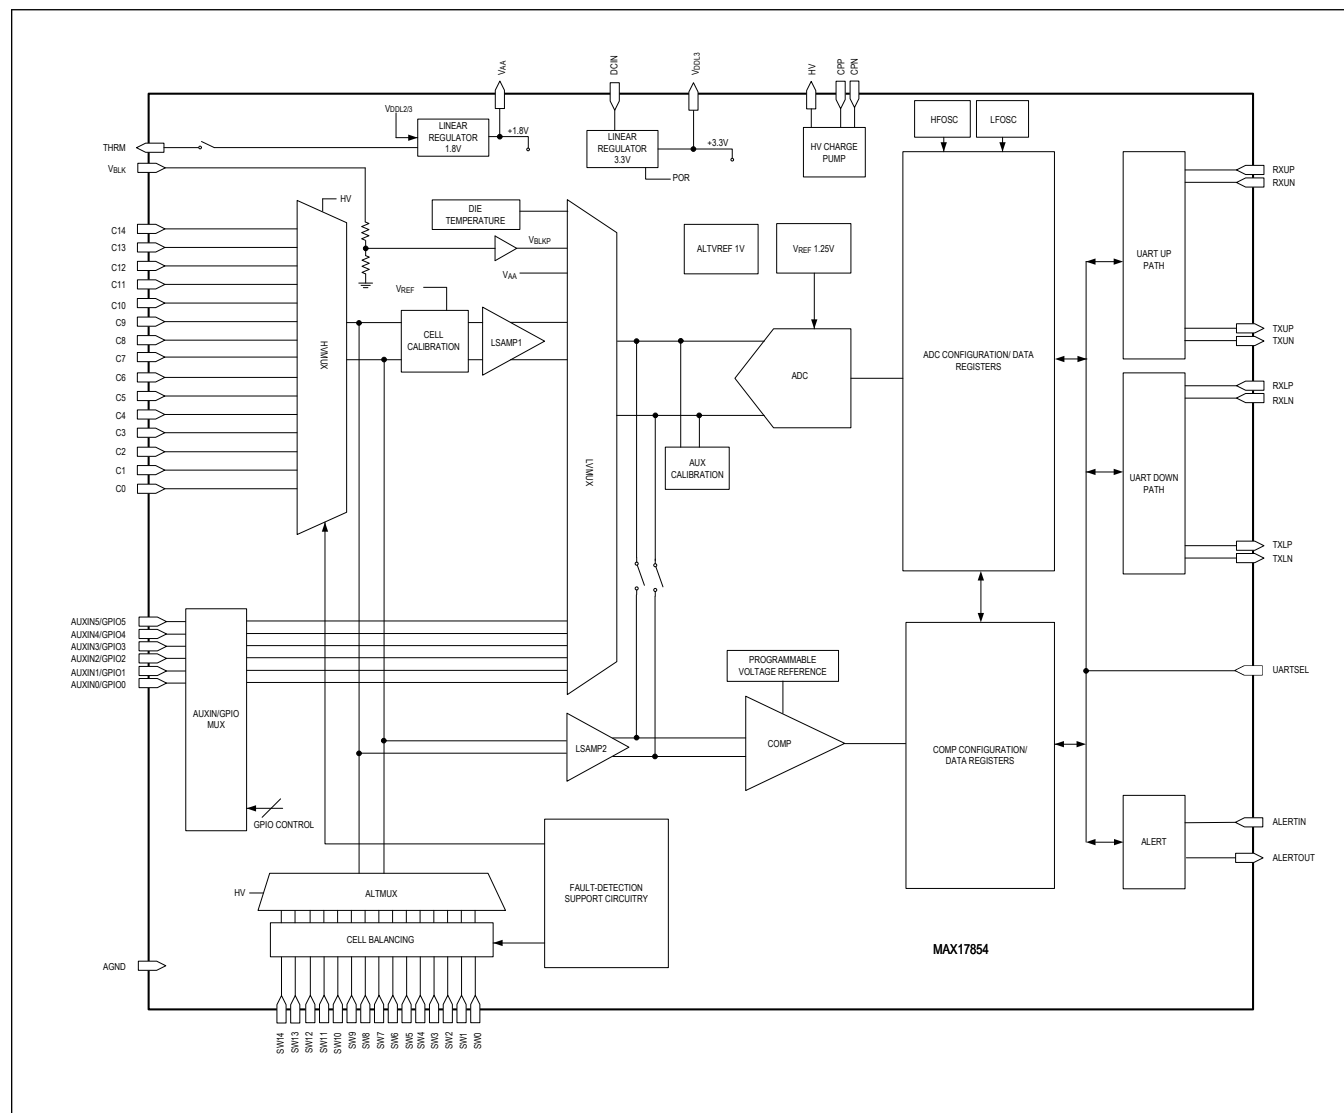 VAA
DCIN
VDDL3
HV
CPP
CPN
VDDL2/3
LINEAR
REGULATOR
1.8V
+1.8V
LINEAR
REGULATOR
3.3V
+3.3V
POR
HV CHARGE
PUMP
HFOSC
LFOSC
THRM
VBLK
HV
DIE
TEMPERATURE
VBLKP
VAA
ALTVREF 1V
VREF 1.25V
C14
C13
C12
C11
C10
C9
C8
C7
C6
C5
C4
C3
C2
C1
C0
HVMUX
VREF
CELL
CALIBRATION
LSAMP1
LVMUX
ADC
AUX
CALIBRATION
ADC CONFIGURATION/ DATA
REGISTERS
UART UP
PATH
UART DOWN
PATH
RXUP
RXUN
TXUP
TXUN
RXLP
RXLN
TXLP
TXLN
AUXIN5/GPIO5
AUXIN4/GPIO4
AUXIN3/GPIO3
AUXIN2/GPIO2
AUXIN1/GPIO1
AUXIN0/GPIO0
AUXIN/GPIO
MUX
GPIO CONTROL
PROGRAMMABLE
VOLTAGE REFERENCE
LSAMP2
COMP
COMP CONFIGURATION/
DATA REGISTERS
UARTSEL
ALERT
ALERTIN
ALERTOUT
HV
ALTMUX
CELL BALANCING
FAULT-DETECTION
SUPPORT CIRCUITRY
MAX17854
AGND
SW14
SW13
SW12
SW11
SW10
SW9
SW8
SW7
SW6
SW5
SW4
SW3
SW2
SW1
SW0